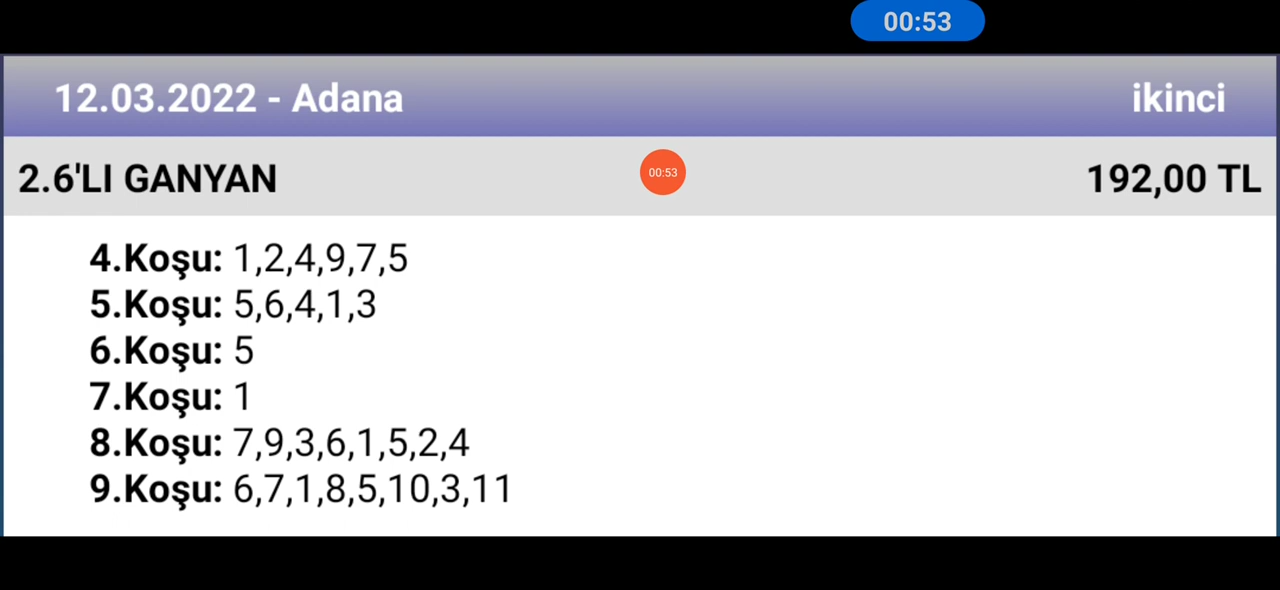 00:53
12.03.2022 - Adana ikinci
2.6'LI GANYAN 00:53 192,00 TL
4.Koşu: 1,2,4,9,7,5
5.Koşu: 5,6,4,1,3
6.Koşu: 5
7.Koşu: 1
8.Koşu: 7,9,3,6,1,5,2,4
9.Koşu: 6,7,1,8,5,10,3,11